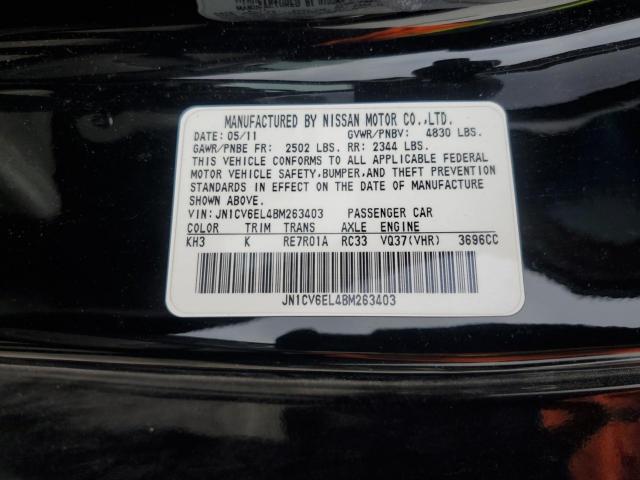 MANUFACTURED BY NISSAN MOTOR CO.,LTD.
DATE: 05/11 GVWR/PNBV: 4830 LBS.
GAWR/PNBE FR: 2502 LBS. RR: 2344 LBS.
THIS VEHICLE CONFORMS TO ALL APPLICABLE FEDERAL
MOTOR VEHICLE SAFETY,BUMPER,AND THEFT PREVENTION
STANDARDS IN EFFECT ON THE DATE OF MANUFACTURE
SHOWN ABOVE.
VIN: JN1CV6EL4BM263403 PASSENGER CAR
COLOR TRIM TRANS AXLE ENGINE
KH3 K RE7R01A RC33 VQ37(VHR) 3696CC
JN1CV6EL4BM263403